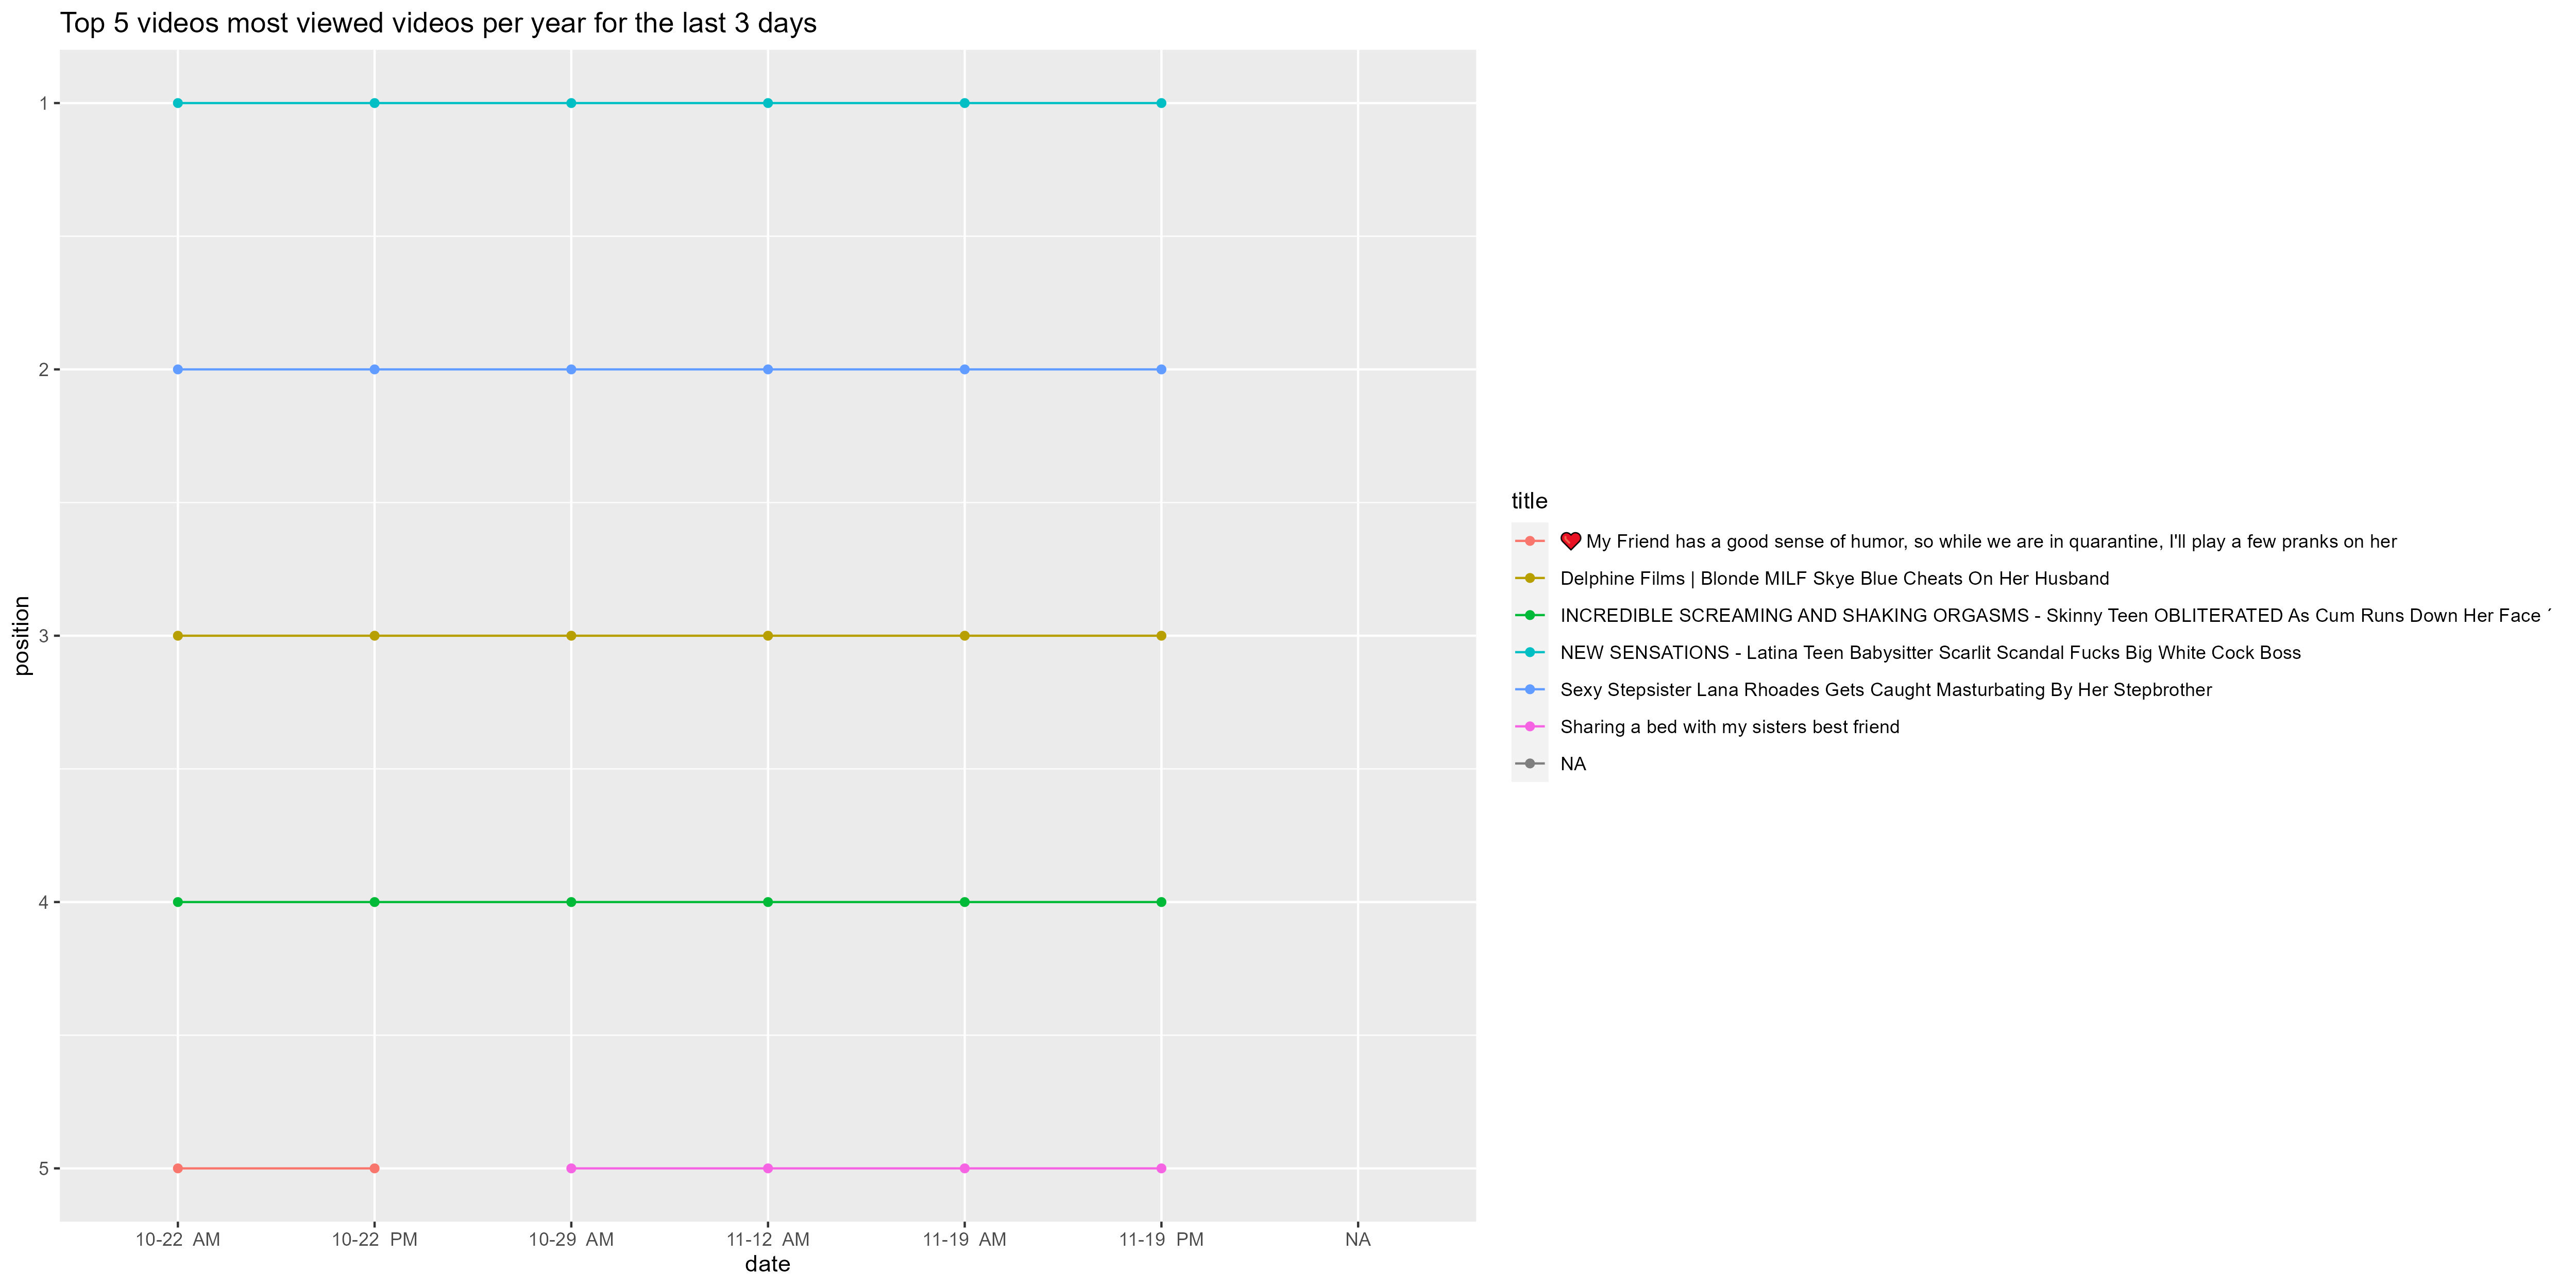 Top 5 videos most viewed videos per year for the last 3 days
position
1
2
3
4
5
10-22 AM
10-22 PM
10-29 AM
11-12 AM
11-19 AM
11-19 PM
NA
date
title
❤ My Friend has a good sense of humor, so while we are in quarantine, I'll play a few pranks on her
Delphine Films | Blonde MILF Skye Blue Cheats On Her Husband
INCREDIBLE SCREAMING AND SHAKING ORGASMS - Skinny Teen OBLITERATED As Cum Runs Down Her Face ´
NEW SENSATIONS - Latina Teen Babysitter Scarlit Scandal Fucks Big White Cock Boss
Sexy Stepsister Lana Rhoades Gets Caught Masturbating By Her Stepbrother
Sharing a bed with my sisters best friend
NA